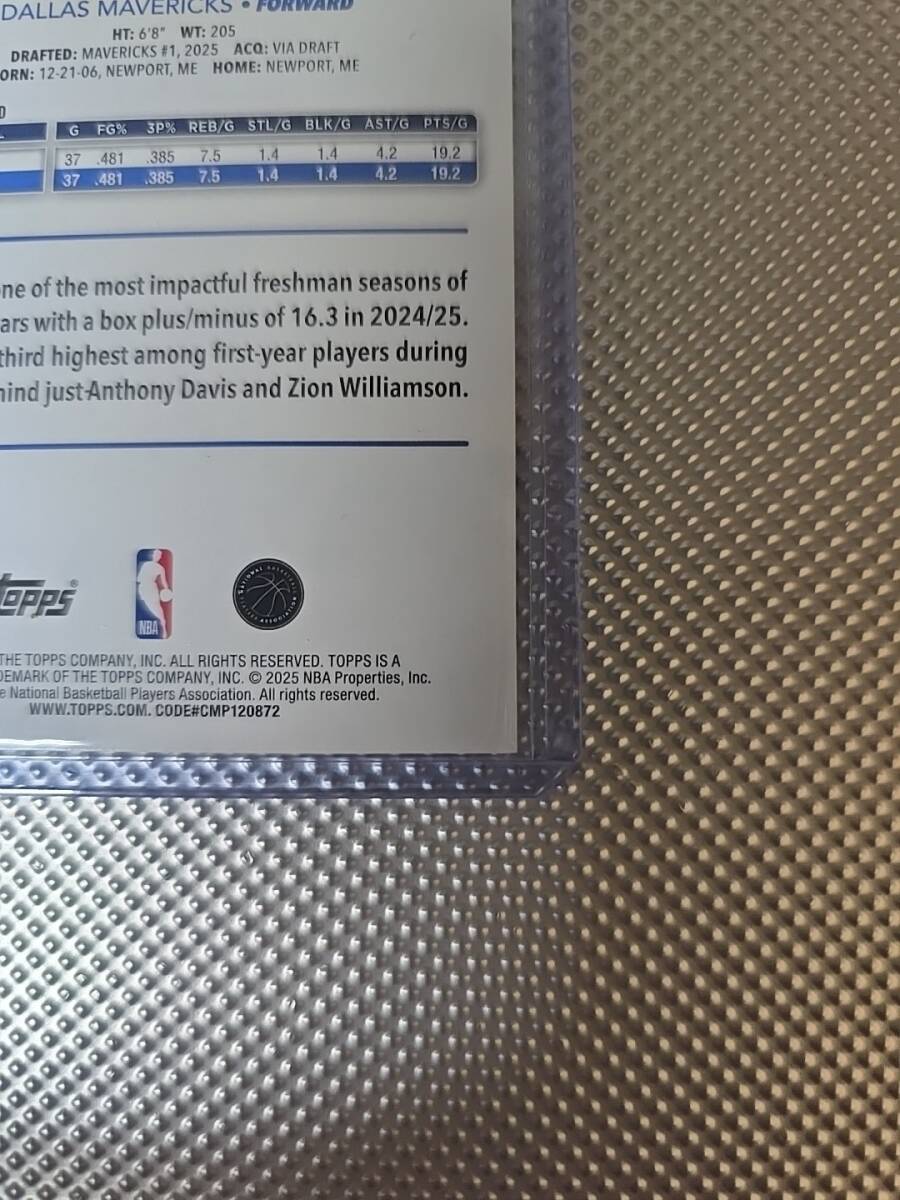 DALLAS MAVERICKS • FORWARD
HT: 6'8" WT: 205
DRAFTED: MAVERICKS #1, 2025 ACQ: VIA DRAFT
ORN: 12-21-06, NEWPORT, ME HOME: NEWPORT, ME
G FG% 3P% REB/G STL/G BLK/G AST/G PTS/G
37 .481 .385 7.5 1.4 1.4 4.2 19.2
37 .481 .385 7.5 1.4 1.4 4.2 19.2
ne of the most impactful freshman seasons of
ars with a box plus/minus of 16.3 in 2024/25.
third highest among first-year players during
hind just Anthony Davis and Zion Williamson.
topps®
NBA
NATIONAL BASKETBALL PLAYERS ASSOCIATION
THE TOPPS COMPANY, INC. ALL RIGHTS RESERVED. TOPPS IS A
DEMARK OF THE TOPPS COMPANY, INC. © 2025 NBA Properties, Inc.
e National Basketball Players Association. All rights reserved.
WWW.TOPPS.COM. CODE#CMP120872